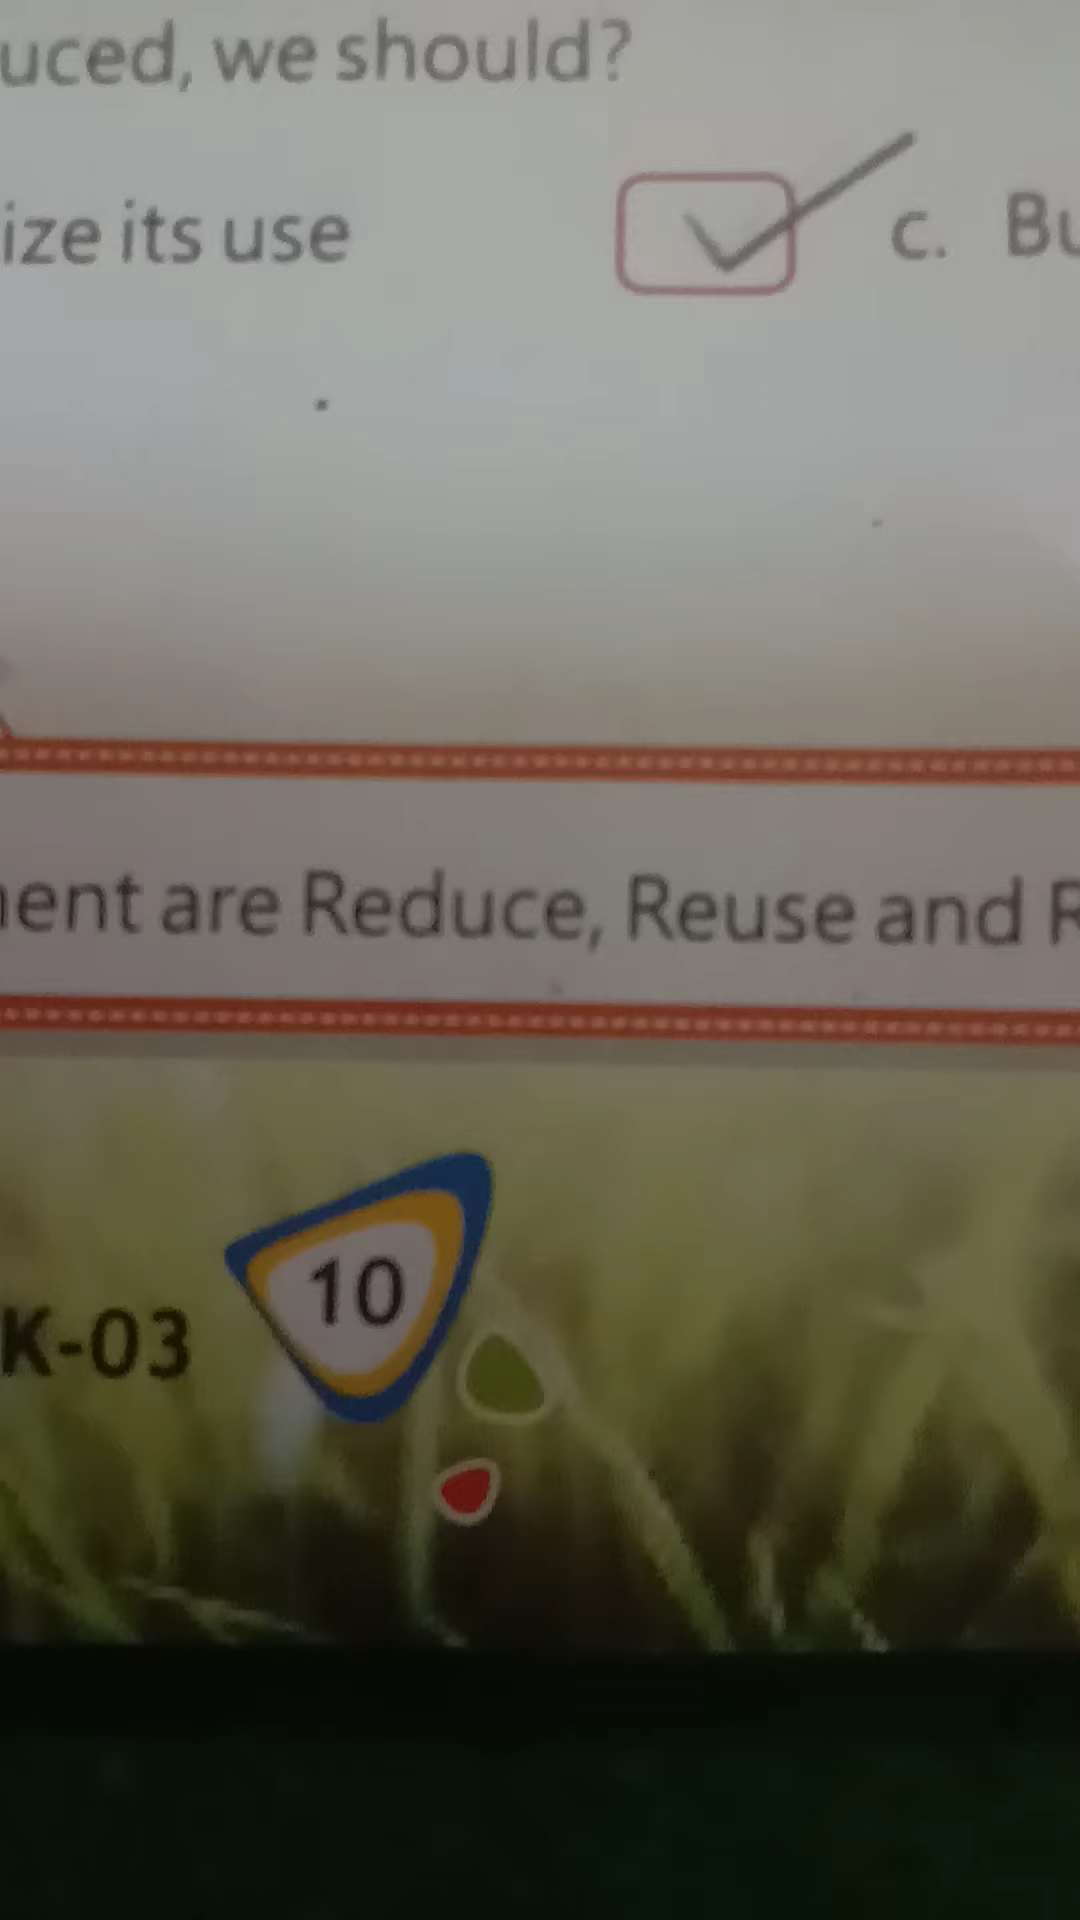 uced, we should?
ize its use c. Bu
ent are Reduce, Reuse and R
10
K-03